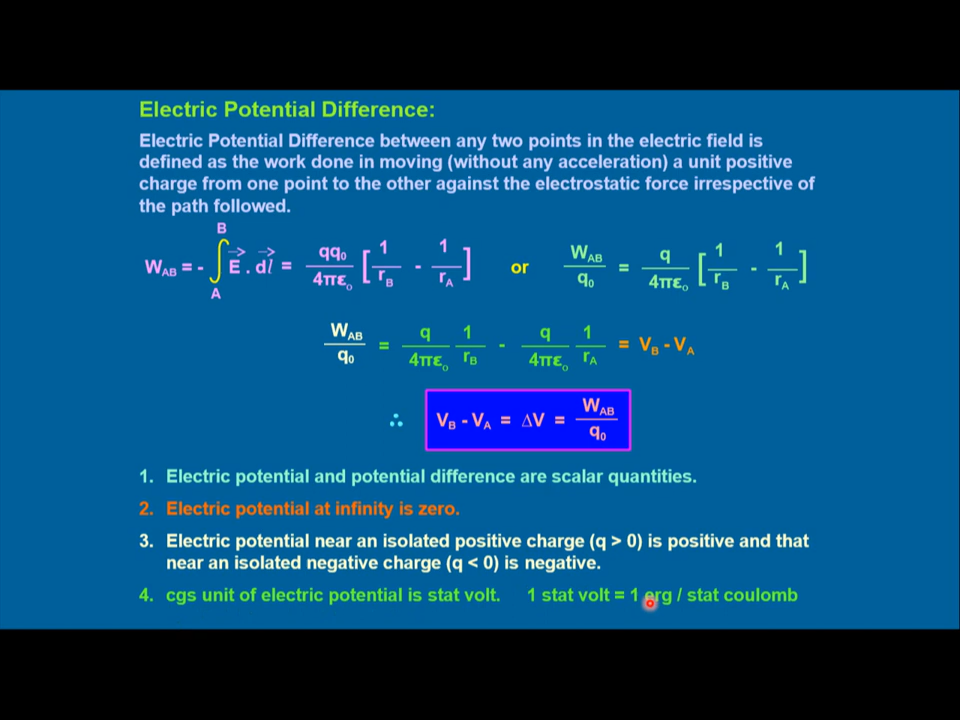 Electric Potential Difference:
Electric Potential Difference between any two points in the electric field is
defined as the work done in moving (without any acceleration) a unit positive
charge from one point to the other against the electrostatic force irrespective of
the path followed.
W_AB = - ∫_A^B E⃗ . dl⃗ = qq₀ / 4πε₀ [ 1/r_B - 1/r_A ] or W_AB / q₀ = q / 4πε₀ [ 1/r_B - 1/r_A ]
W_AB / q₀ = q / 4πε₀ 1/r_B - q / 4πε₀ 1/r_A = V_B - V_A
∴ V_B - V_A = ∆V = W_AB / q₀
1. Electric potential and potential difference are scalar quantities.
2. Electric potential at infinity is zero.
3. Electric potential near an isolated positive charge (q > 0) is positive and that
near an isolated negative charge (q < 0) is negative.
4. cgs unit of electric potential is stat volt. 1 stat volt = 1 erg / stat coulomb